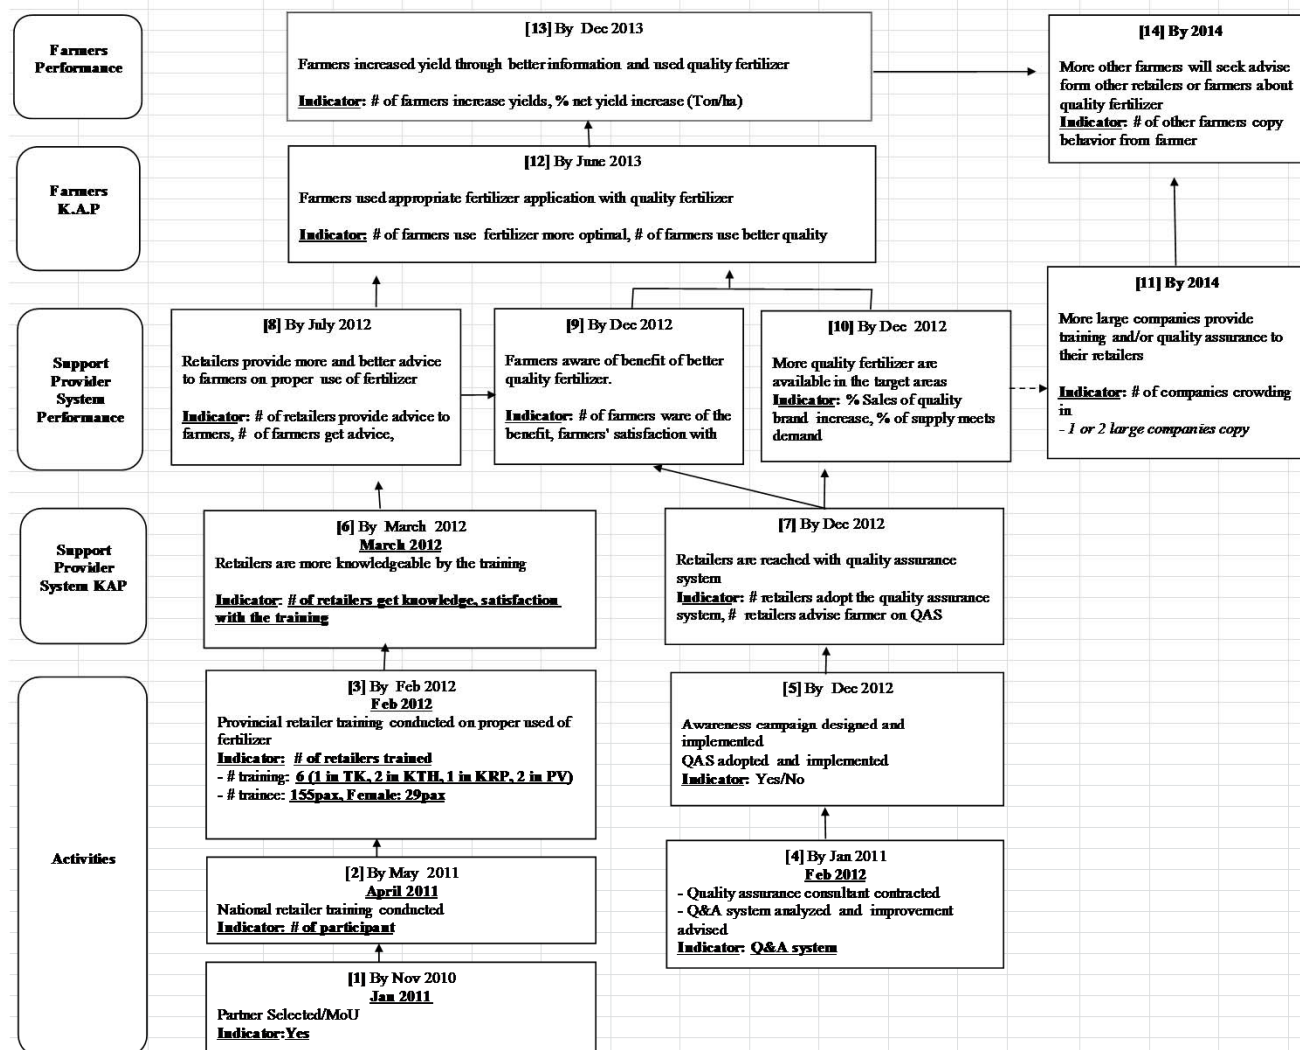 Farmers
Performance
[13] By Dec 2013
Farmers increased yield through better information and used quality fertilizer
Indicator: # of farmers increase yields, % net yield increase (Ton/ha)
[14] By 2014
More other farmers will seek advise
form other retailers or farmers about
quality fertilizer
Indicator: # of other farmers copy
behavior from farmer
Farmers
K.A.P
[12] By June 2013
Farmers used appropriate fertilizer application with quality fertilizer
Indicator: # of farmers use fertilizer more optimal, # of farmers use better quality
Support
Provider
System
Performance
[8] By July 2012
Retailers provide more and better advice
to farmers on proper use of fertilizer
Indicator: # of retailers provide advice to
farmers, # of farmers get advice,
[9] By Dec 2012
Farmers aware of benefit of better
quality fertilizer.
Indicator: # of farmers ware of the
benefit, farmers' satisfaction with
[10] By Dec 2012
More quality fertilizer are
available in the target areas
Indicator: % Sales of quality
brand increase, % of supply meets
demand
[11] By 2014
More large companies provide
training and/or quality assurance to
their retailers
Indicator: # of companies crowding
in
- 1 or 2 large companies copy
Support
Provider
System KAP
[6] By March 2012
March 2012
Retailers are more knowledgeable by the training
Indicator: # of retailers get knowledge, satisfaction
with the training
[7] By Dec 2012
Retailers are reached with quality assurance
system
Indicator: # retailers adopt the quality assurance
system, # retailers advise farmer on QAS
Activities
[3] By Feb 2012
Feb 2012
Provincial retailer training conducted on proper used of
fertilizer
Indicator: # of retailers trained
- # training: 6 (1 in TK, 2 in KTH, 1 in KRP, 2 in PV)
- # trainee: 155pax, Female: 29pax
[5] By Dec 2012
Awareness campaign designed and
implemented
QAS adopted and implemented
Indicator: Yes/No
[2] By May 2011
April 2011
National retailer training conducted
Indicator: # of participant
[4] By Jan 2011
Feb 2012
- Quality assurance consultant contracted
- Q&A system analyzed and improvement
advised
Indicator: Q&A system
[1] By Nov 2010
Jan 2011
Partner Selected/MoU
Indicator:Yes